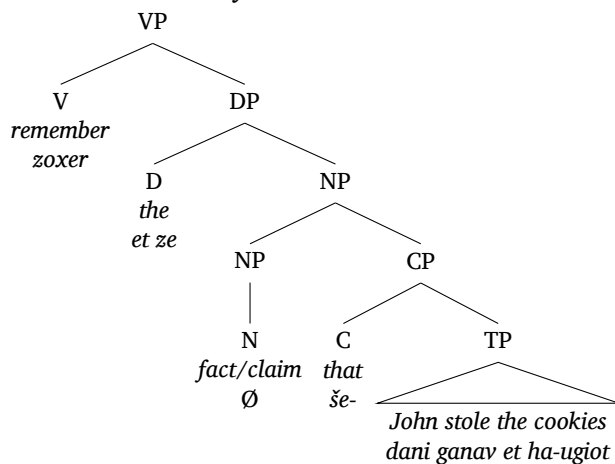 VP
V DP
remember
zoxer
D NP
the
et ze
NP CP
N C TP
fact/claim that
Ø še-
John stole the cookies
dani ganav et ha-ugiot